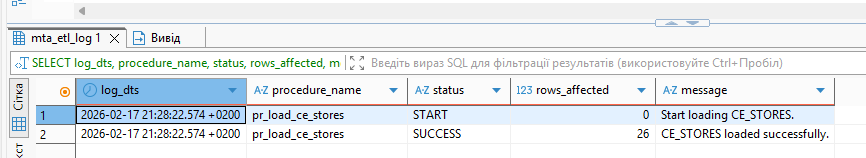 mta_etl_log 1 Вивід
SELECT log_dts, procedure_name, status, rows_affected, m Введіть вираз SQL для фільтрації результатів (використовуйте Ctrl+Пробіл)
Сітка
log_dts A-Z procedure_name A-Z status 123 rows_affected A-Z message
1 2026-02-17 21:28:22.574 +0200 pr_load_ce_stores START 0 Start loading CE_STORES.
2 2026-02-17 21:28:22.574 +0200 pr_load_ce_stores SUCCESS 26 CE_STORES loaded successfully.